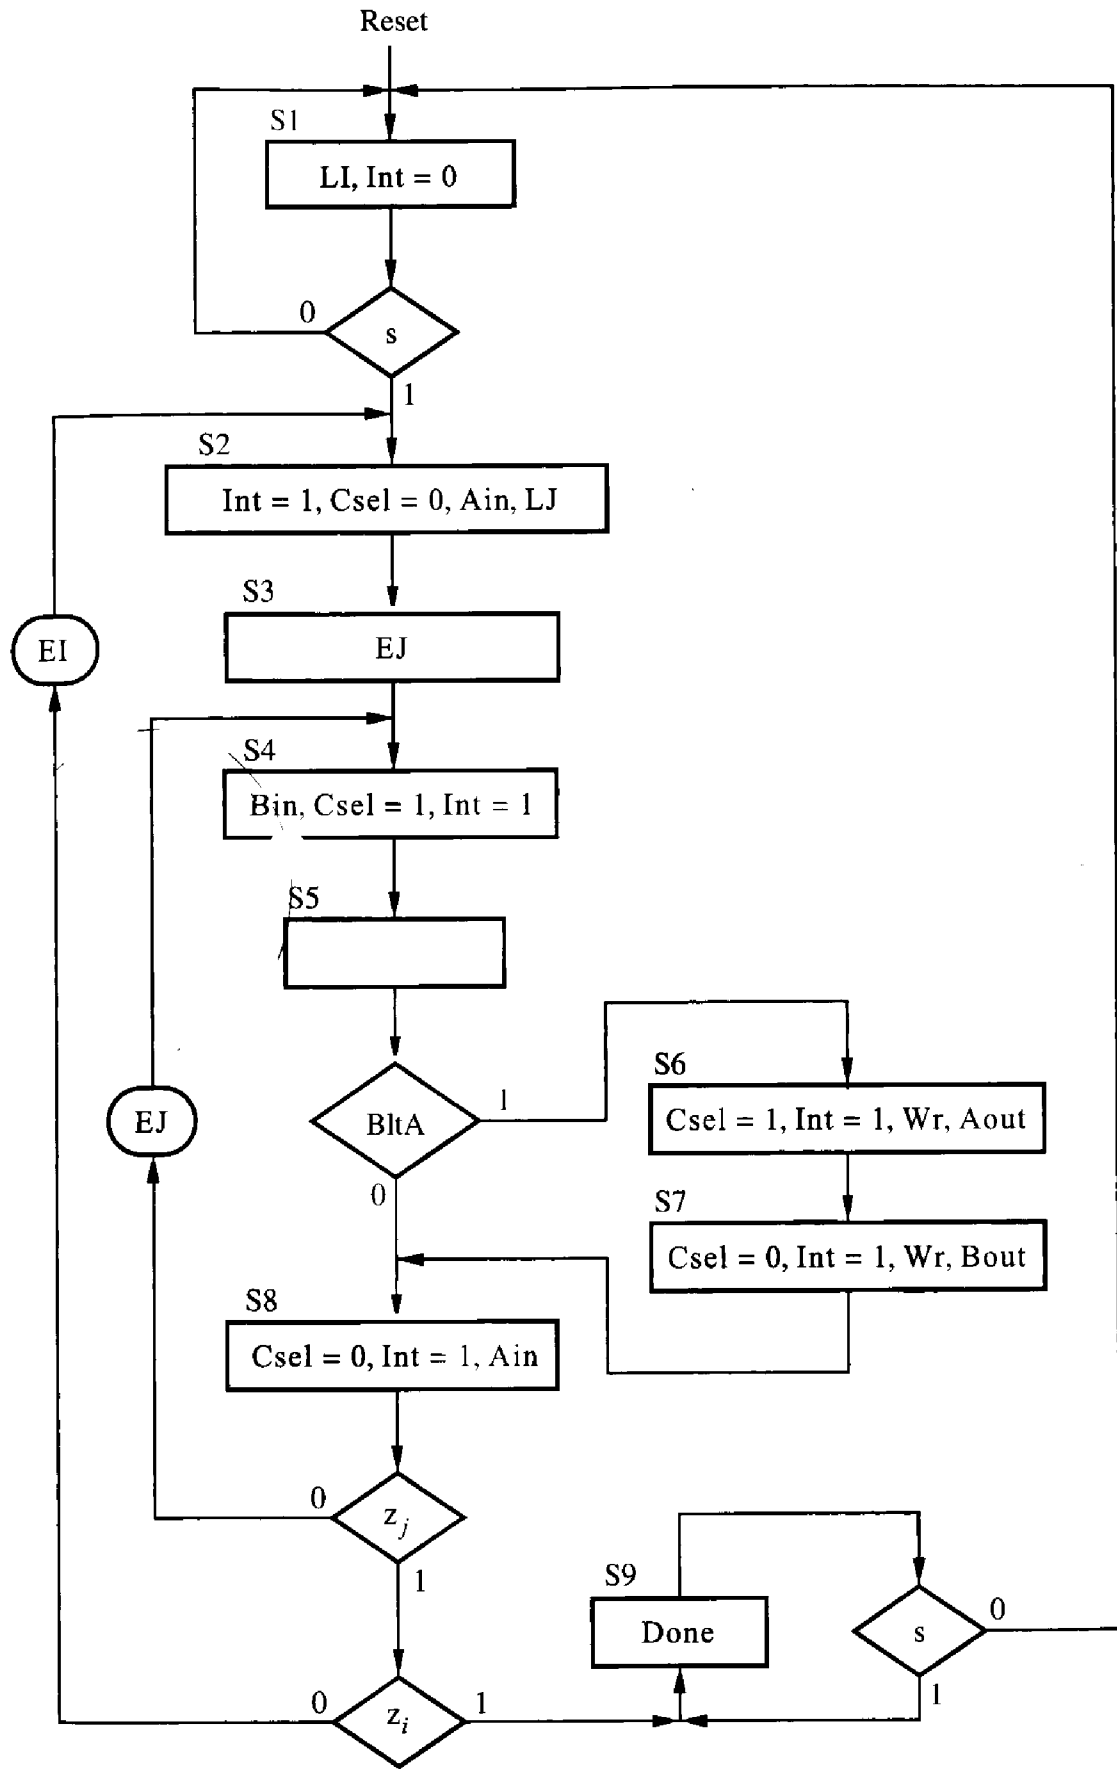 Reset
S1
LI, Int = 0
0
s
1
S2
Int = 1, Csel = 0, Ain, LJ
S3
EJ
EI
S4
Bin, Csel = 1, Int = 1
S5
BltA
1
0
EJ
S6
Csel = 1, Int = 1, Wr, Aout
S7
Csel = 0, Int = 1, Wr, Bout
S8
Csel = 0, Int = 1, Ain
0
zj
1
S9
Done
s
0
1
0
zi
1